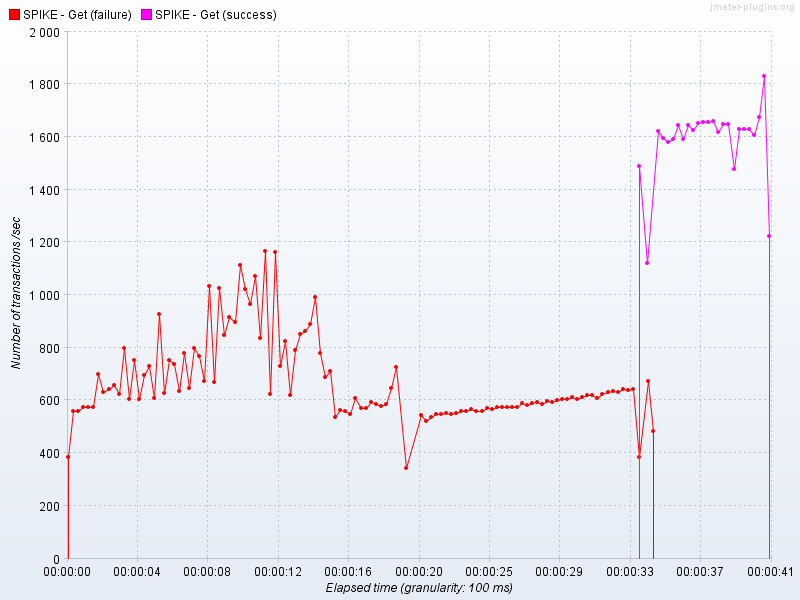 SPIKE - Get (failure) SPIKE - Get (success)
jmeter-plugins.org
2 000
1 800
1 600
1 400
1 200
1 000
800
600
400
200
0
Number of transactions /sec
00:00:00 00:00:04 00:00:08 00:00:12 00:00:16 00:00:20 00:00:25 00:00:29 00:00:33 00:00:37 00:00:41
Elapsed time (granularity: 100 ms)